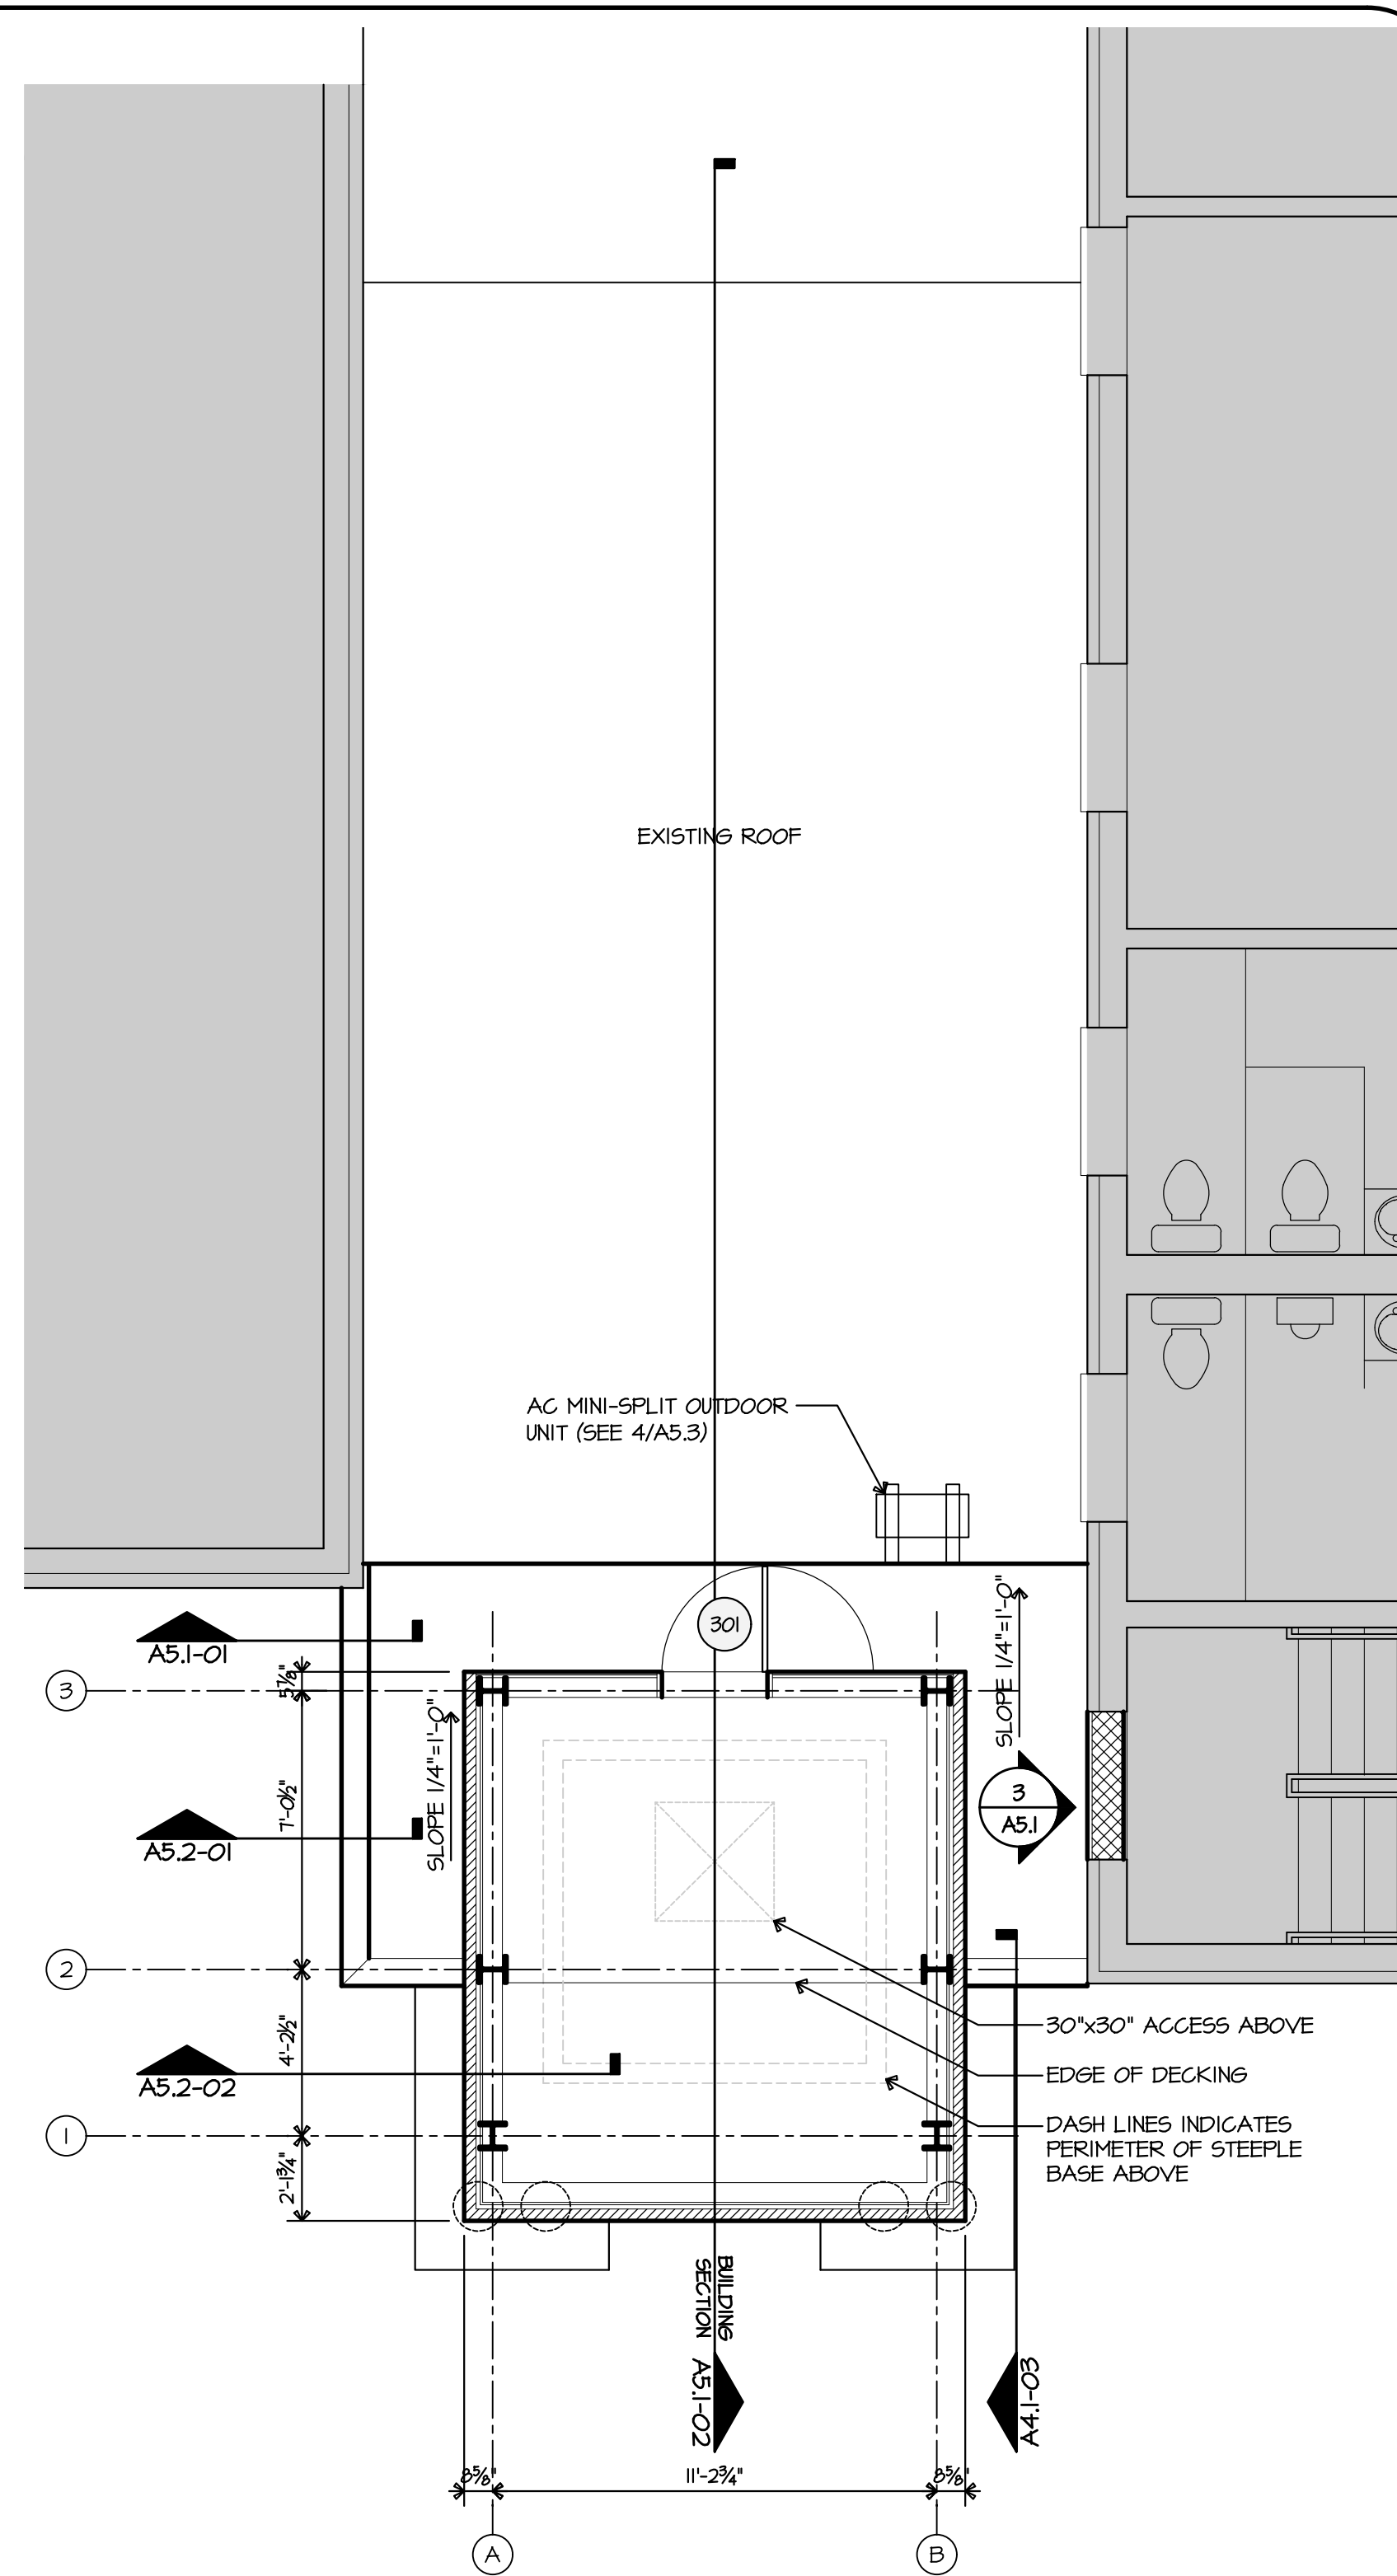 EXISTING ROOF
AC MINI-SPLIT OUTDOOR
UNIT (SEE 4/A5.3)
SLOPE 1/4"=1'-0"
301
A5.1-01
3
5⅞"
SLOPE 1/4"=1'-0"
7'-0½"
3
A5.1
A5.2-01
2
30"x30" ACCESS ABOVE
4'-2½"
EDGE OF DECKING
A5.2-02
DASH LINES INDICATES
PERIMETER OF STEEPLE
BASE ABOVE
1
2'-1¾"
BUILDING
SECTION A5.1-02
A4.1-03
8⅝"
11'-2¾"
8⅝"
A
B